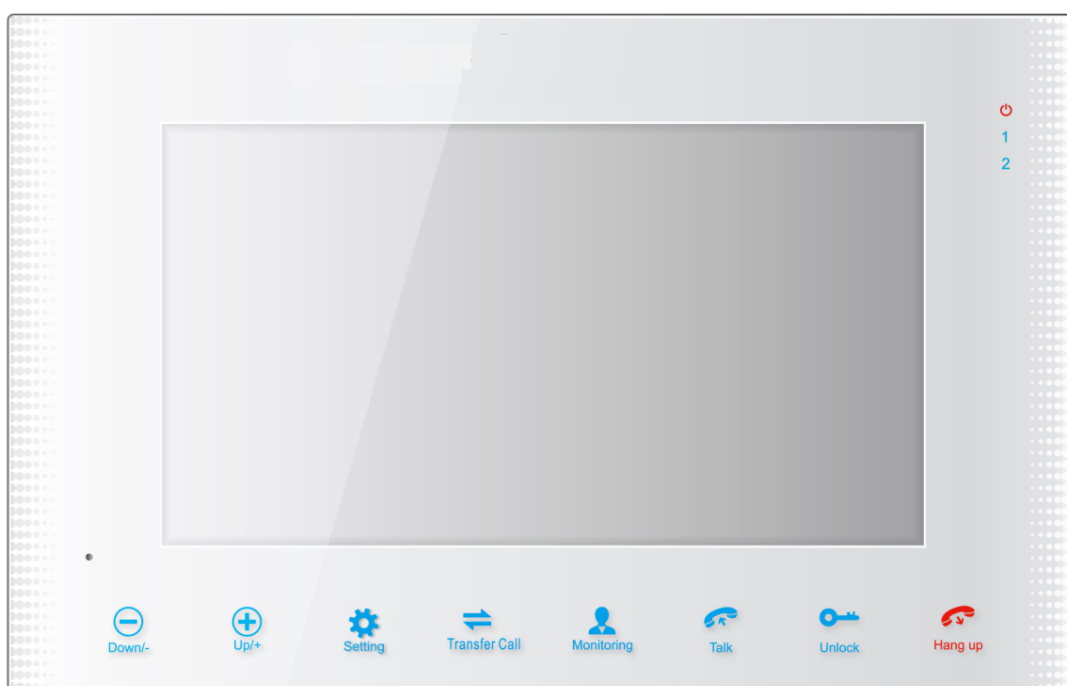 1
2
Down/-
Up/+
Setting
Transfer Call
Monitoring
Talk
Unlock
Hang up